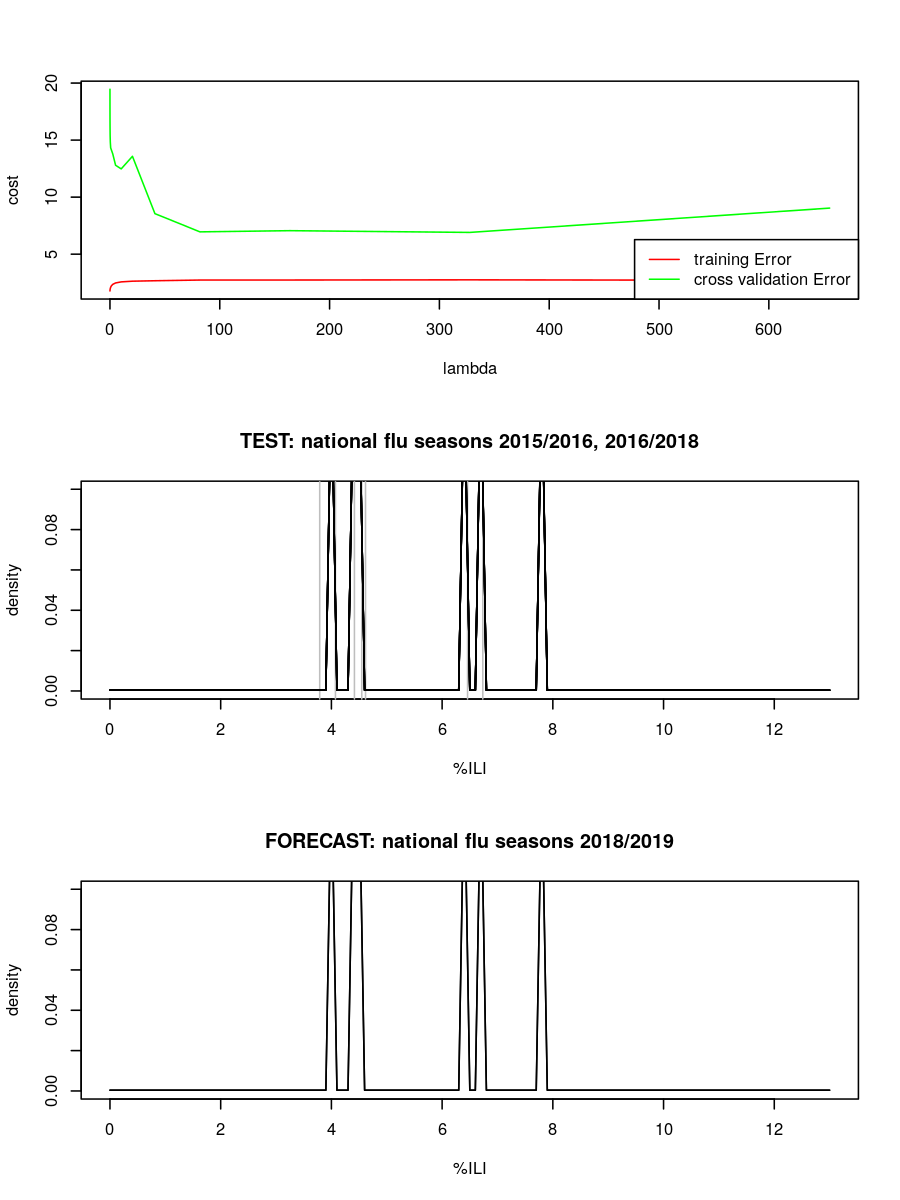 cost
20
15
10
5
training Error
cross validation Error
0 100 200 300 400 500 600
lambda
TEST: national flu seasons 2015/2016, 2016/2018
density
0.08
0.04
0.00
0 2 4 6 8 10 12
%ILI
FORECAST: national flu seasons 2018/2019
density
0.08
0.04
0.00
0 2 4 6 8 10 12
%ILI